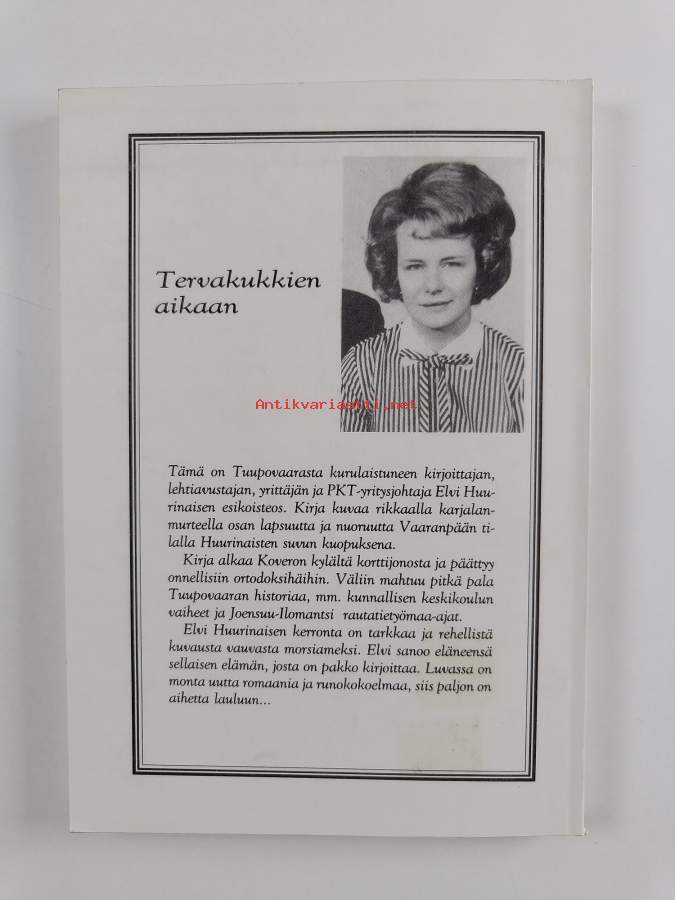 Tervakukkien
aikaan
Antikvariaatti.net
Tämä on Tuupovaarasta kurulaistuneen kirjoittajan,
lehtiavustajan, yrittäjän ja PKT-yritysjohtaja Elvi Huu-
rinaisen esikoisteos. Kirja kuvaa rikkaalla karjalan-
murteella osan lapsuutta ja nuoruutta Vaaranpään ti-
lalla Huurinaisten suvun kuopuksena.
Kirja alkaa Koveron kylältä korttijonosta ja päättyy
onnellisiin ortodoksihäihin. Väliin mahtuu pitkä pala
Tuupovaaran historiaa, mm. kunnallisen keskikoulun
vaiheet ja Joensuu-Ilomantsi rautatietyömaa-ajat.
Elvi Huurinaisen kerronta on tarkkaa ja rehellistä
kuvausta vauvasta morsiameksi. Elvi sanoo eläneensä
sellaisen elämän, josta on pakko kirjoittaa. Luvassa on
monta uutta romaania ja runokokoelmaa, siis paljon on
aihetta lauluun...